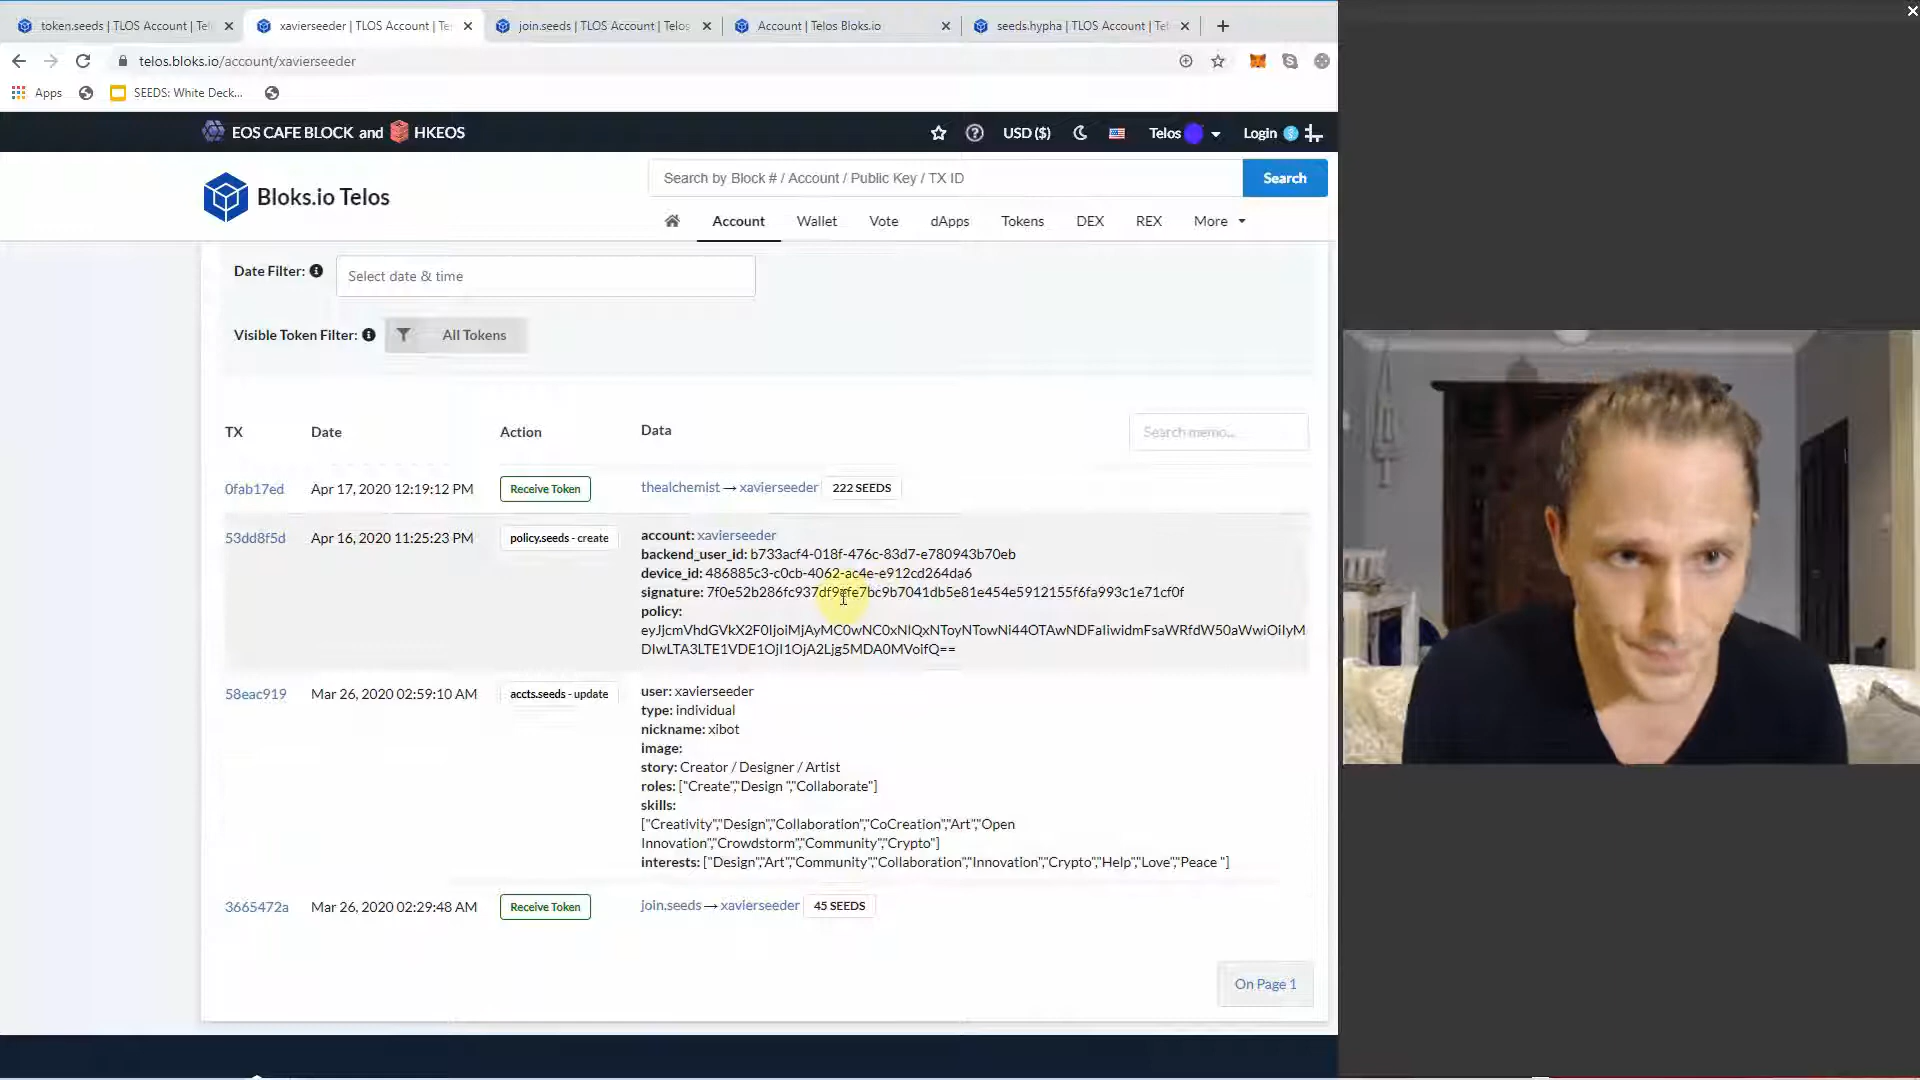 token.seeds | TLOS Account | Tel
xavierseeder | TLOS Account | Te
join.seeds | TLOS Account | Telos
Account | Telos Bloks.io
seeds.hypha | TLOS Account | Tel
telos.bloks.io/account/xavierseeder
Apps
SEEDS: White Deck...
EOS CAFE BLOCK and HKEOS
USD ($)
Telos
Login
Bloks.io Telos
Search by Block # / Account / Public Key / TX ID
Search
Account
Wallet
Vote
dApps
Tokens
DEX
REX
More
Date Filter:
Select date & time
Visible Token Filter:
All Tokens
TX Date Action Data
Search memo...
0fab17ed Apr 17, 2020 12:19:12 PM Receive Token thealchemist → xavierseeder 222 SEEDS
53dd8f5d Apr 16, 2020 11:25:23 PM policy.seeds - create account: xavierseeder
backend_user_id: b733acf4-018f-476c-83d7-e780943b70eb
device_id: 486885c3-c0cb-4062-ac4e-e912cd264da6
signature:
policy:
58eac919 Mar 26, 2020 02:59:10 AM accts.seeds - update user: xavierseeder
type: individual
nickname: xibot
image:
story: Creator / Designer / Artist
roles: ["Create","Design ","Collaborate"]
skills:
["Creativity","Design","Collaboration","CoCreation","Art","Open
Innovation","Crowdstorm","Community","Crypto"]
interests: ["Design","Art","Community","Collaboration","Innovation","Crypto","Help","Love","Peace "]
3665472a Mar 26, 2020 02:29:48 AM Receive Token join.seeds → xavierseeder 45 SEEDS
On Page 1